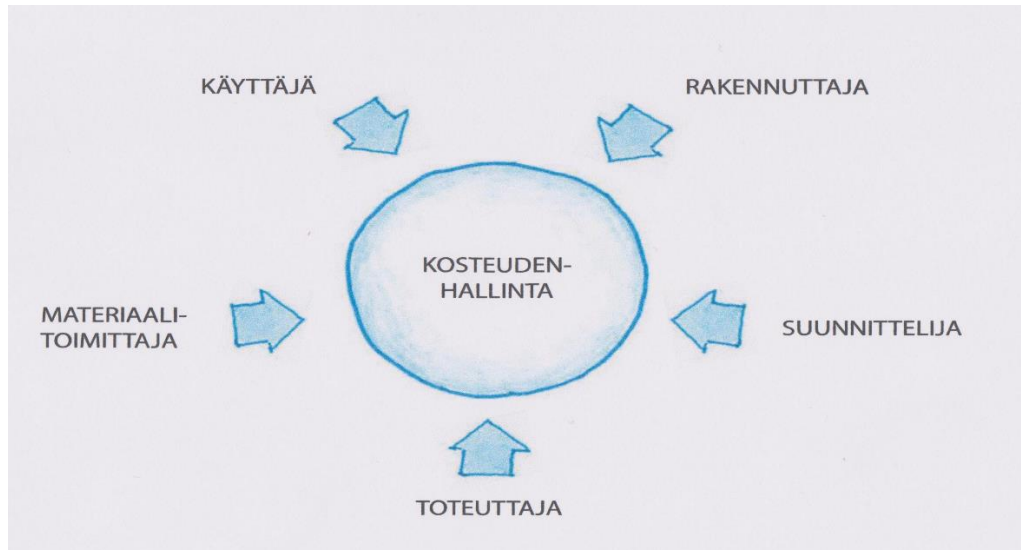 KÄYTTÄJÄ
RAKENNUTTAJA
KOSTEUDEN-
HALLINTA
MATERIAALI-
TOIMITTAJA
SUUNNITTELIJA
TOTEUTTAJA